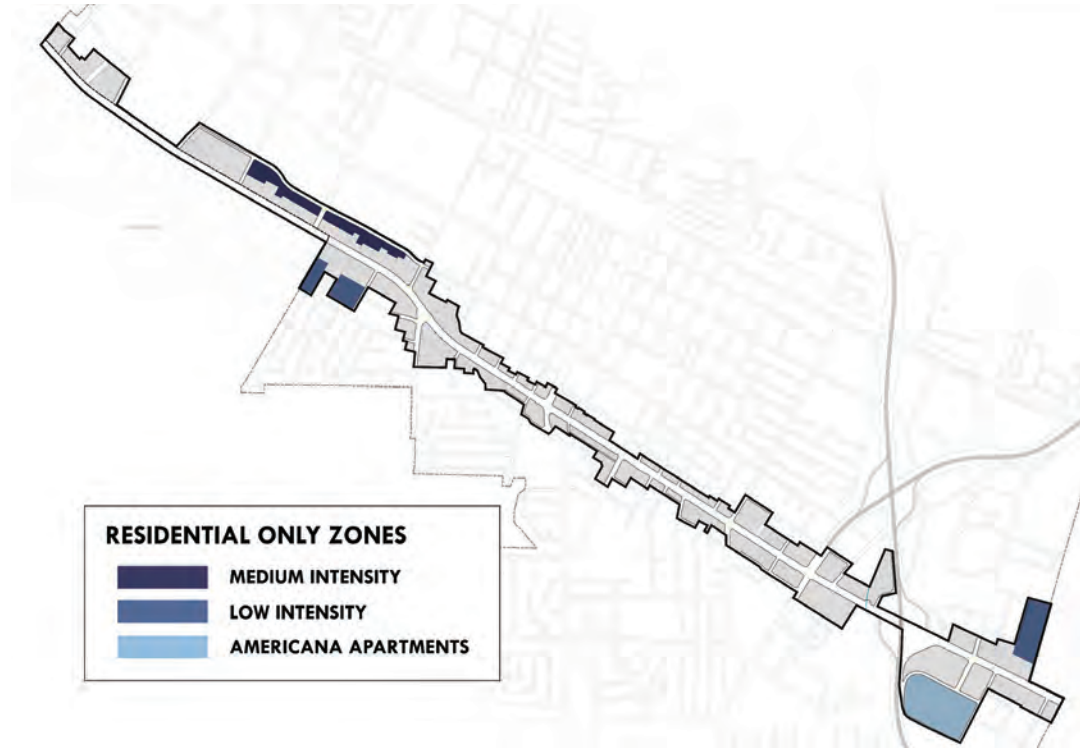 RESIDENTIAL ONLY ZONES
MEDIUM INTENSITY
LOW INTENSITY
AMERICANA APARTMENTS